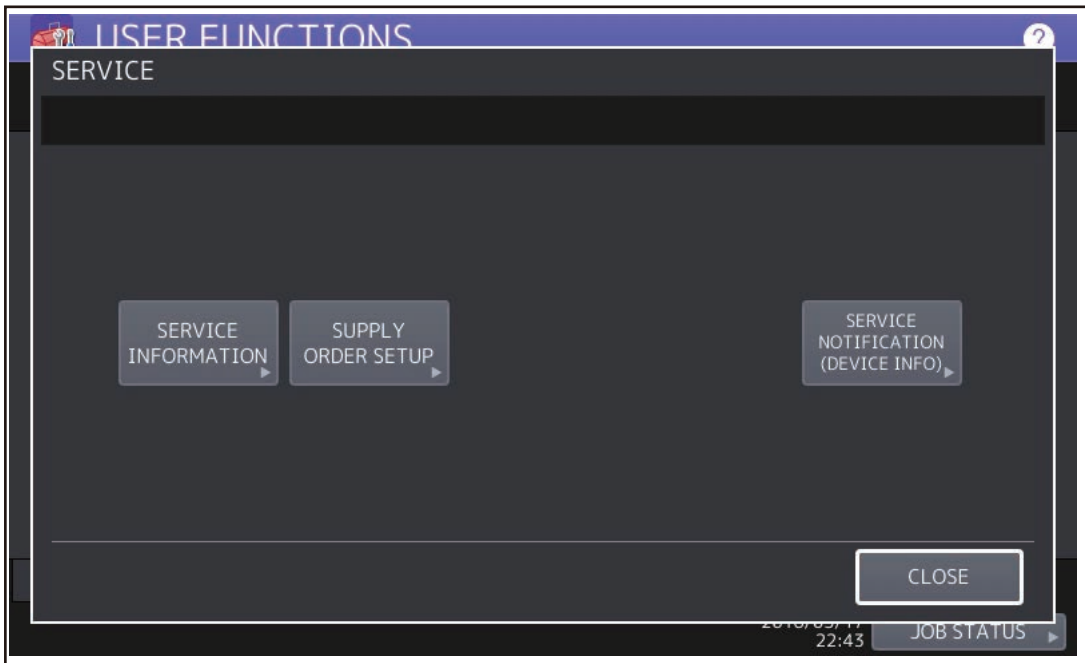 USER FUNCTIONS
?
SERVICE
SERVICE
INFORMATION
SUPPLY
ORDER SETUP
SERVICE
NOTIFICATION
(DEVICE INFO)
CLOSE
22:43
JOB STATUS